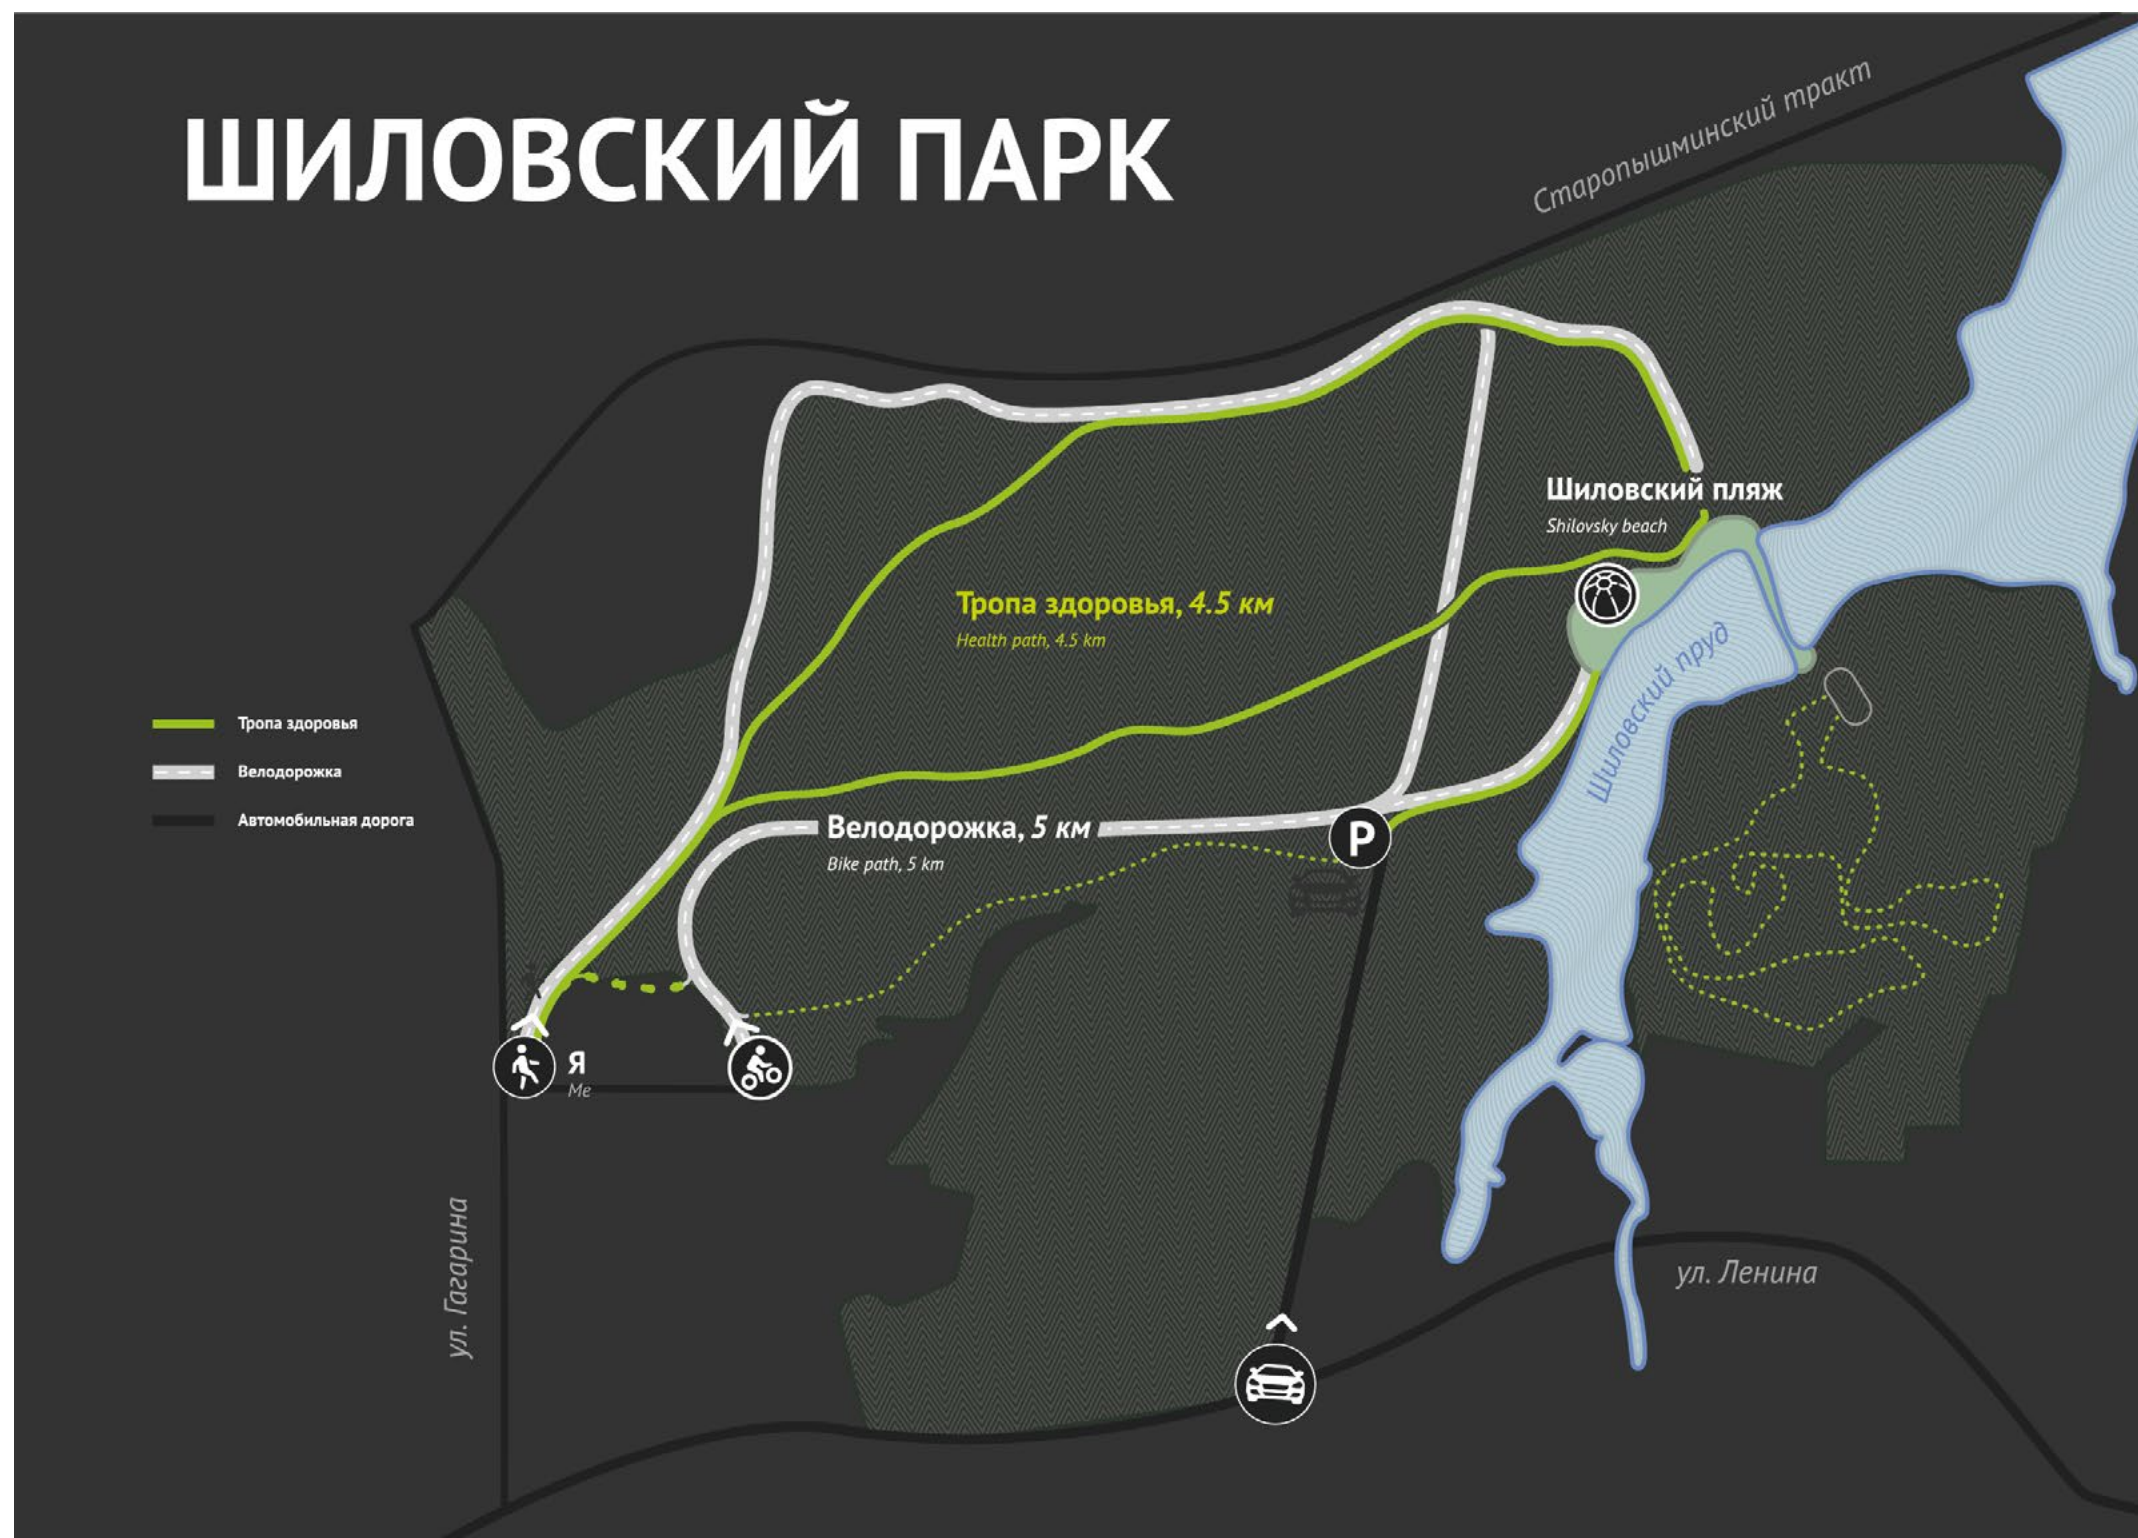 ШИЛОВСКИЙ ПАРК
Старопышминский тракт
Шиловский пляж
Shilovsky beach
Тропа здоровья, 4.5 км
Health path, 4.5 km
Шиловский пруд
Тропа здоровья
Велодорожка
Автомобильная дорога
Велодорожка, 5 км
Bike path, 5 km
P
Я
Me
ул. Гагарина
ул. Ленина